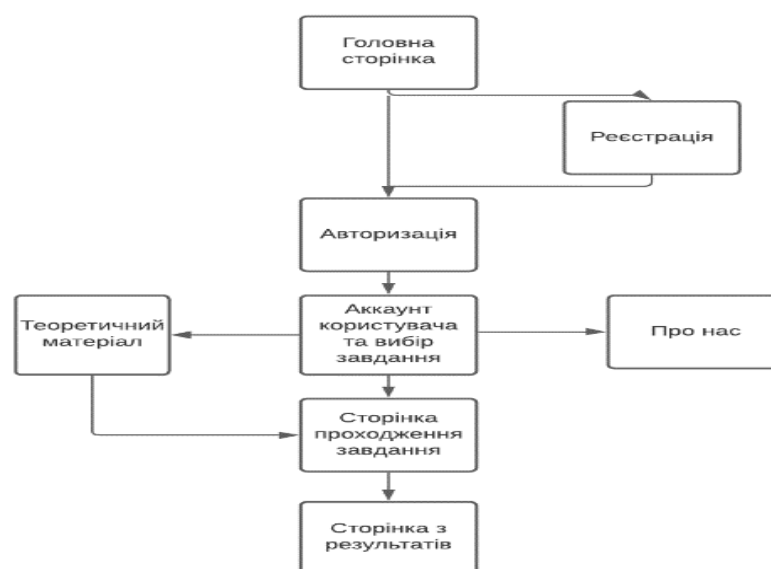 Головна
сторінка
Реєстрація
Авторизація
Теоретичний
матеріал
Аккаунт
користувача
та вибір
завдання
Про нас
Сторінка
проходження
завдання
Сторінка з
результатів